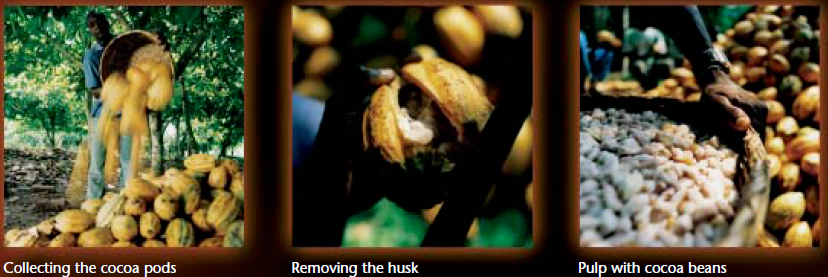 Collecting the cocoa pods
Removing the husk
Pulp with cocoa beans